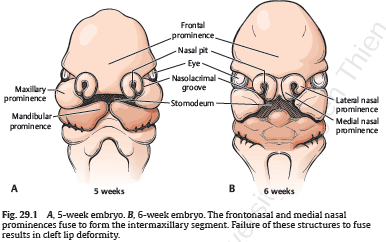 Frontal
prominence
Nasal pit
Eye
Nasolacrimal
groove
Stomodeum
Maxillary
prominence
Mandibular
prominence
Lateral nasal
prominence
Medial nasal
prominence
A
5 weeks
B
6 weeks
Fig. 29.1 A, 5-week embryo. B, 6-week embryo. The frontonasal and medial nasal
prominences fuse to form the intermaxillary segment. Failure of these structures to fuse
results in cleft lip deformity.
Thien